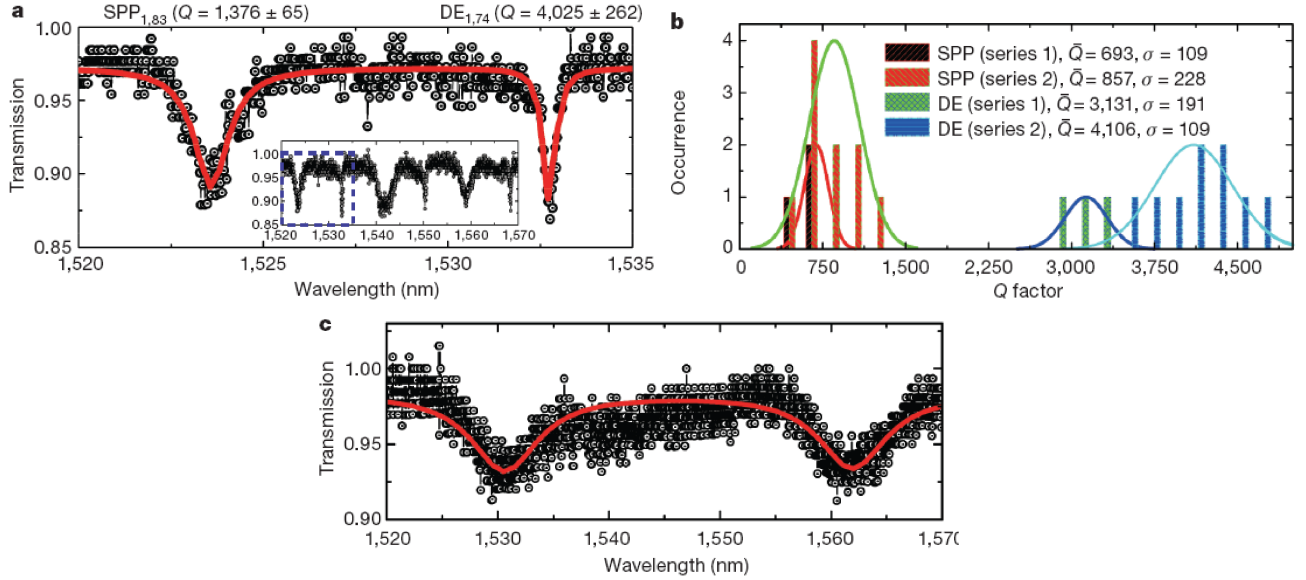 a
SPP1,83 (Q = 1,376 ± 65)
DE1,74 (Q = 4,025 ± 262)
1.00
0.95
0.90
0.85
Transmission
1.00
0.95
0.90
0.85
1,520 1,530 1,540 1,550 1,560 1,570
1,520 1,525 1,530 1,535
Wavelength (nm)
b
4
3
2
1
0
Occurrence
SPP (series 1), Q̄ = 693, σ = 109
SPP (series 2), Q̄ = 857, σ = 228
DE (series 1), Q̄ = 3,131, σ = 191
DE (series 2), Q̄ = 4,106, σ = 109
0 750 1,500 2,250 3,000 3,750 4,500
Q factor
c
1.00
0.95
0.90
Transmission
1,520 1,530 1,540 1,550 1,560 1,570
Wavelength (nm)